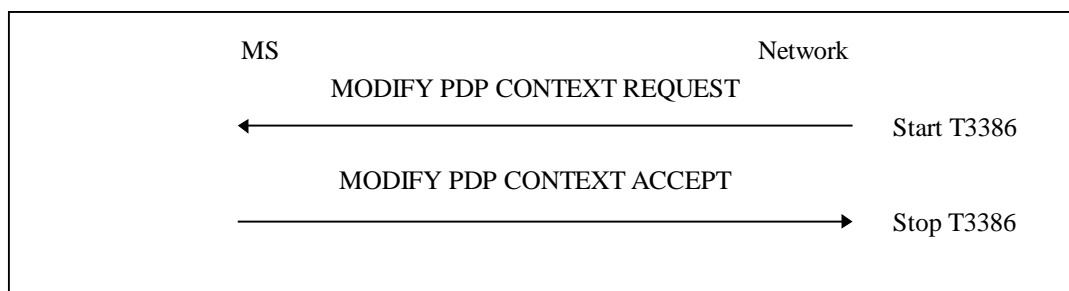 MS Network
MODIFY PDP CONTEXT REQUEST
Start T3386
MODIFY PDP CONTEXT ACCEPT
Stop T3386